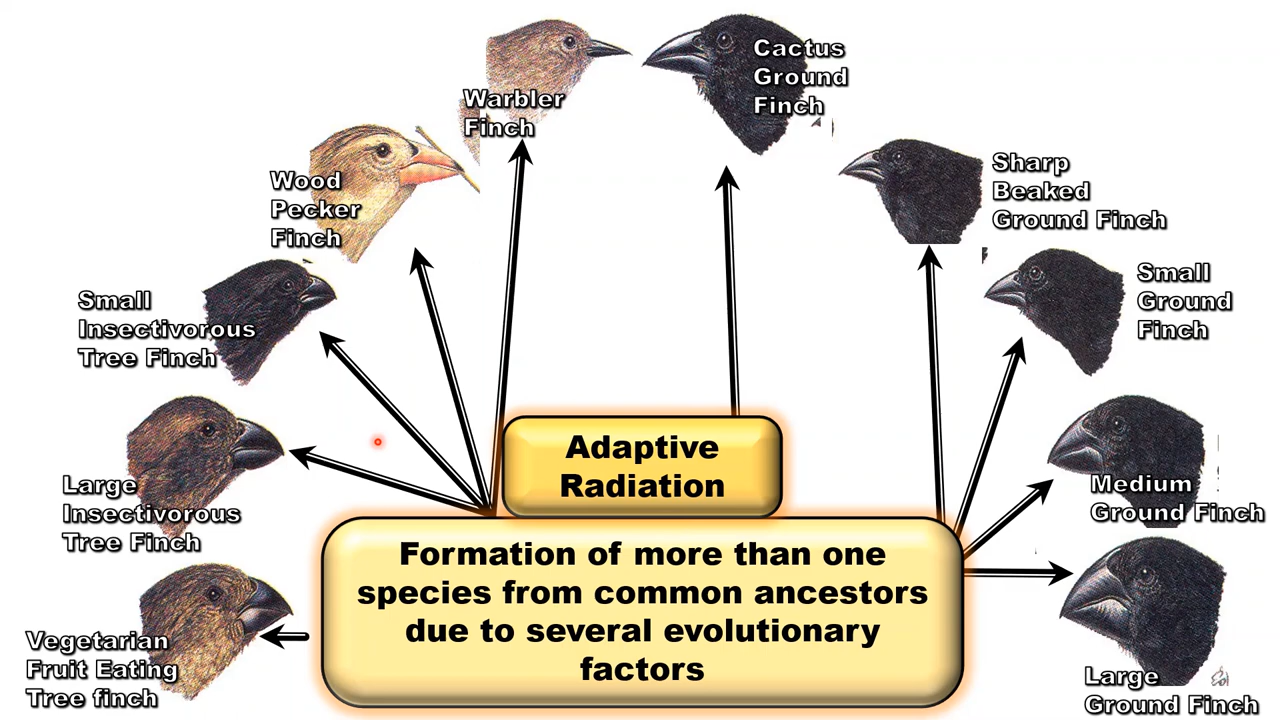 Warbler
Finch
Cactus
Ground
Finch
Wood
Pecker
Finch
Sharp
Beaked
Ground Finch
Small
Insectivorous
Tree Finch
Small
Ground
Finch
Large
Insectivorous
Tree Finch
Medium
Ground Finch
Vegetarian
Fruit Eating
Tree finch
Large
Ground Finch
Adaptive
Radiation
Formation of more than one
species from common ancestors
due to several evolutionary
factors